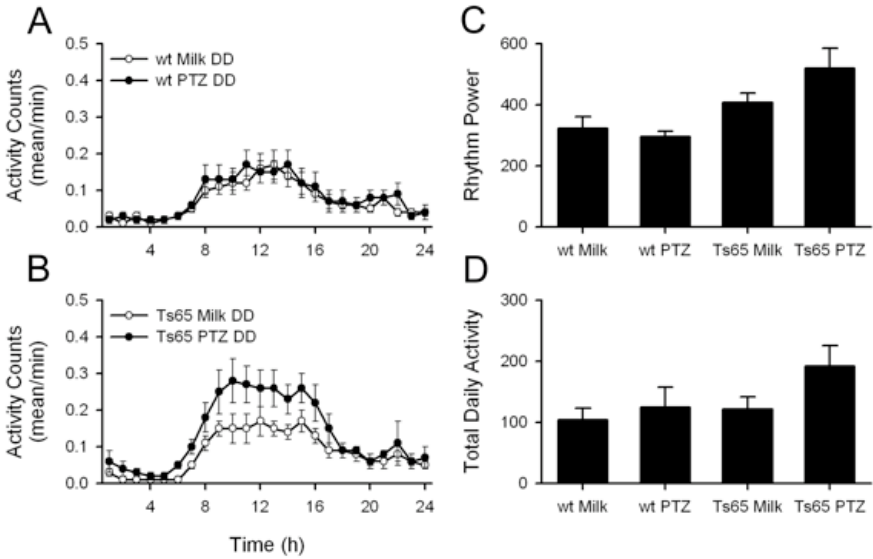 A
0.5
0.4
0.3
0.2
0.1
0.0
Activity Counts
(mean/min)
wt Milk DD
wt PTZ DD
4 8 12 16 20 24
B
0.5
0.4
0.3
0.2
0.1
0.0
Activity Counts
(mean/min)
Ts65 Milk DD
Ts65 PTZ DD
4 8 12 16 20 24
Time (h)
C
600
400
200
0
Rhythm Power
wt Milk wt PTZ Ts65 Milk Ts65 PTZ
D
300
200
100
0
Total Daily Activity
wt Milk wt PTZ Ts65 Milk Ts65 PTZ